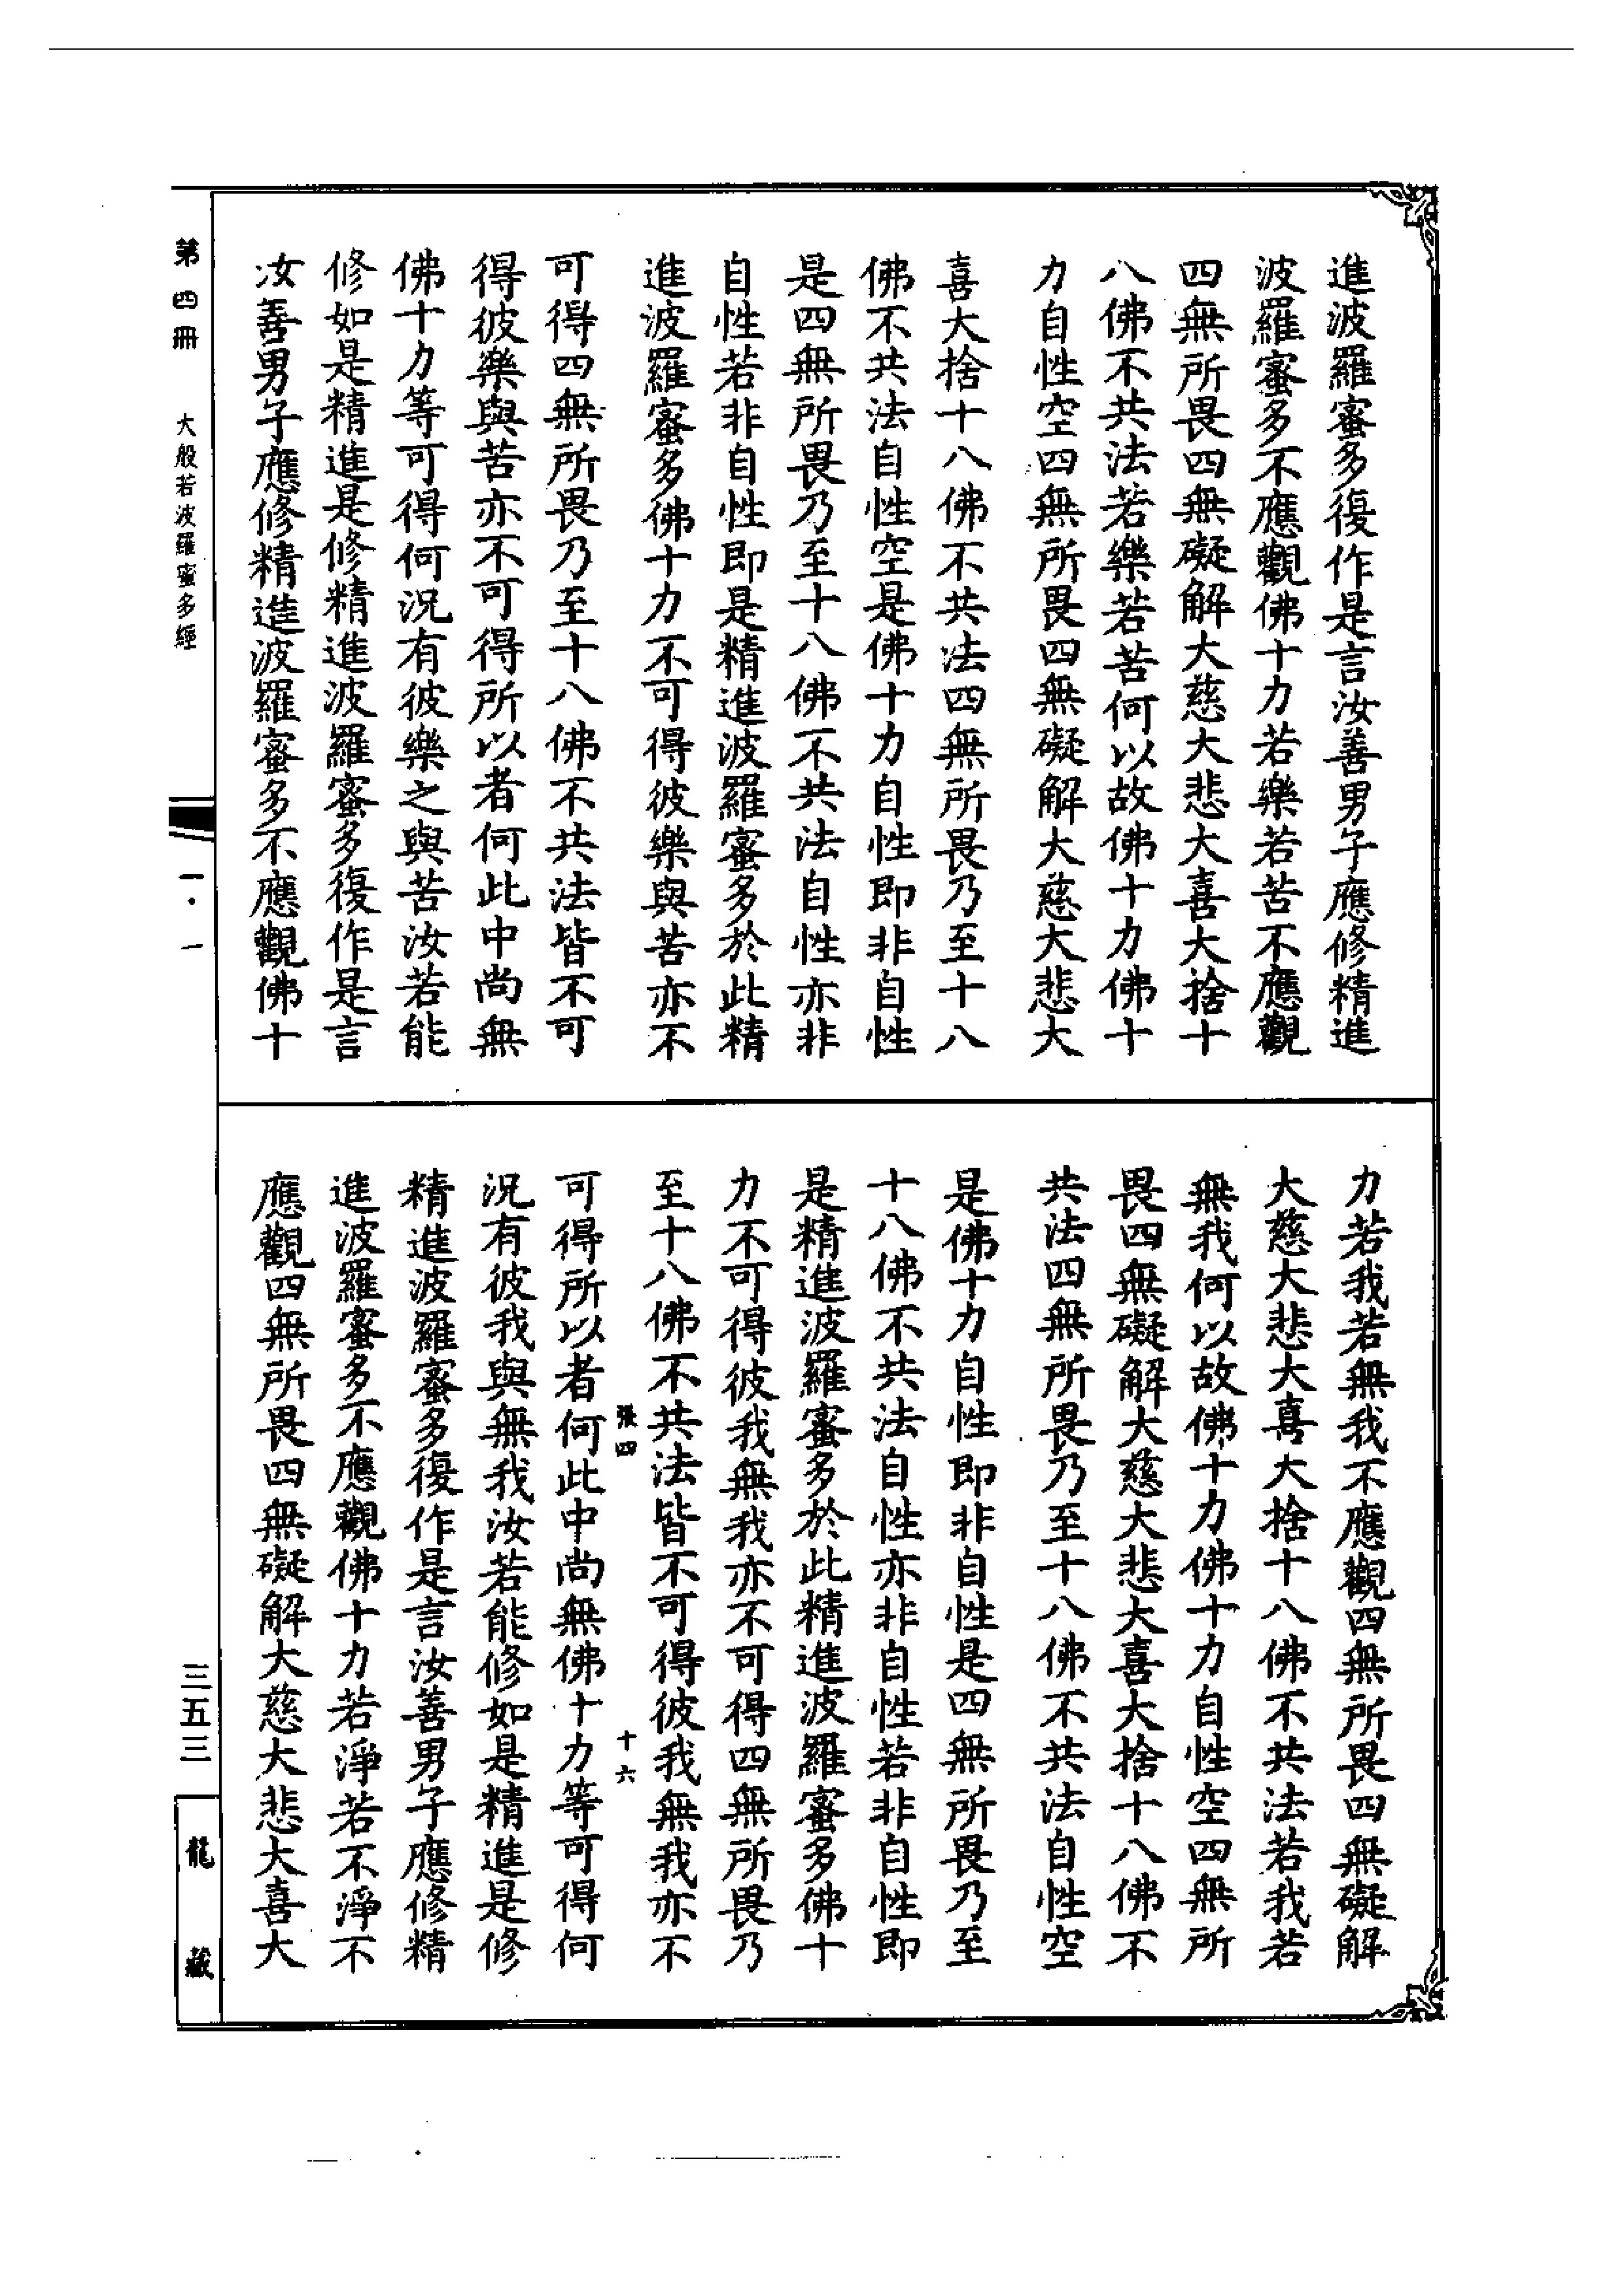 進波羅蜜多復作是言汝善男子應修精進
波羅蜜多不應觀佛十力若樂若苦不應觀
四無所畏四無礙解大慈大悲大喜大捨十
八佛不共法若樂若苦何以故佛十力佛十
力自性空四無所畏四無礙解大慈大悲大
喜大捨十八佛不共法四無所畏乃至十八
佛不共法自性空是佛十力自性即非自性
是四無所畏乃至十八佛不共法自性亦非
自性若非自性即是精進波羅蜜多於此精
進波羅蜜多佛十力不可得彼樂與苦亦不
可得四無所畏乃至十八佛不共法皆不可
得彼樂與苦亦不可得所以者何此中尚無
佛十力等可得何況有彼樂之與苦汝若能
修如是精進是修精進波羅蜜多復作是言
汝善男子應修精進波羅蜜多不應觀佛十
力若我若無我不應觀四無所畏四無礙解
大慈大悲大喜大捨十八佛不共法若我若
無我何以故佛十力佛十力自性空四無所
畏四無礙解大慈大悲大喜大捨十八佛不
共法四無所畏乃至十八佛不共法自性空
是佛十力自性即非自性是四無所畏乃至
十八佛不共法自性亦非自性若非自性即
是精進波羅蜜多於此精進波羅蜜多佛十
力不可得彼我無我亦不可得四無所畏乃
至十八佛不共法皆不可得彼我無我亦不
張四 十六
可得所以者何此中尚無佛十力等可得何
況有彼我與無我汝若能修如是精進是修
精進波羅蜜多復作是言汝善男子應修精
進波羅蜜多不應觀佛十力若淨若不淨不
應觀四無所畏四無礙解大慈大悲大喜大
第四冊 大般若波羅蜜多經 一·一 三五三 龍藏